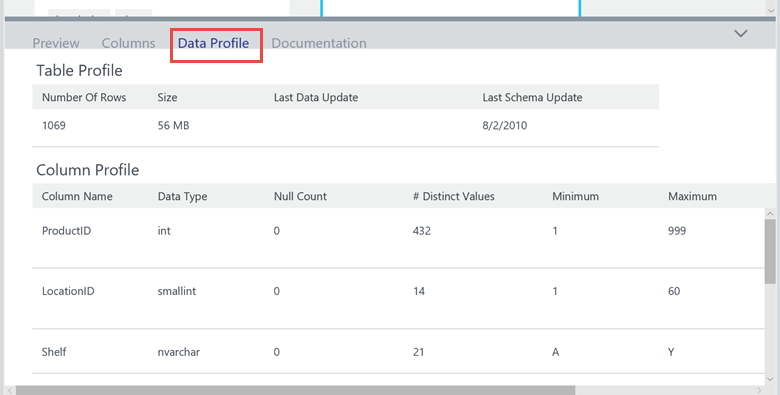 Preview Columns Data Profile Documentation
Table Profile
Number Of Rows Size Last Data Update Last Schema Update
1069 56 MB 8/2/2010
Column Profile
Column Name Data Type Null Count # Distinct Values Minimum Maximum
ProductID int 0 432 1 999
LocationID smallint 0 14 1 60
Shelf nvarchar 0 21 A Y